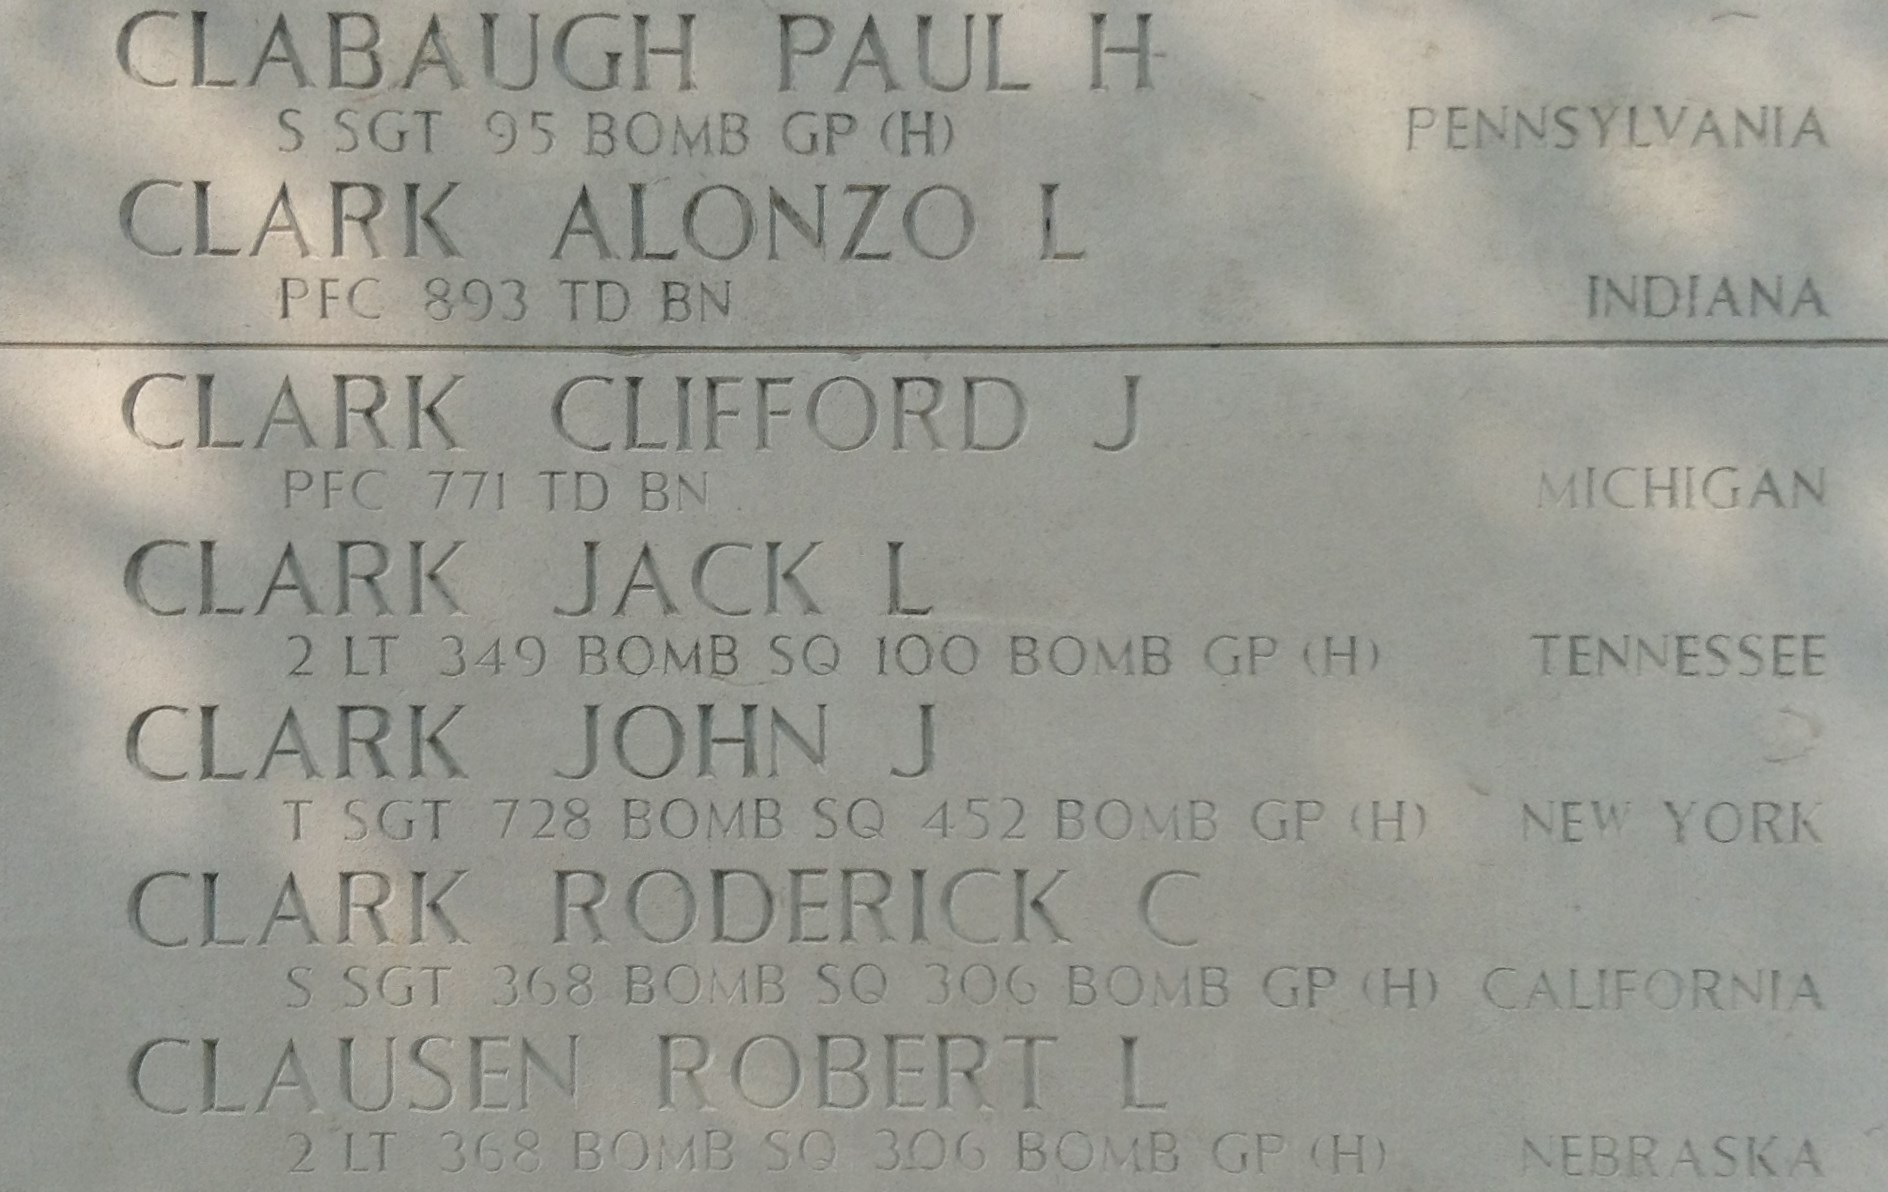 CLABAUGH PAUL H
S SGT 95 BOMB GP (H) PENNSYLVANIA
CLARK ALONZO L
PFC 893 TD BN INDIANA
CLARK CLIFFORD J
PFC 771 TD BN MICHIGAN
CLARK JACK L
2 LT 349 BOMB SQ 100 BOMB GP (H) TENNESSEE
CLARK JOHN J
T SGT 728 BOMB SQ 452 BOMB GP (H) NEW YORK
CLARK RODERICK C
S SGT 368 BOMB SQ 306 BOMB GP (H) CALIFORNIA
CLAUSEN ROBERT L
2 LT 368 BOMB SQ 306 BOMB GP (H) NEBRASKA